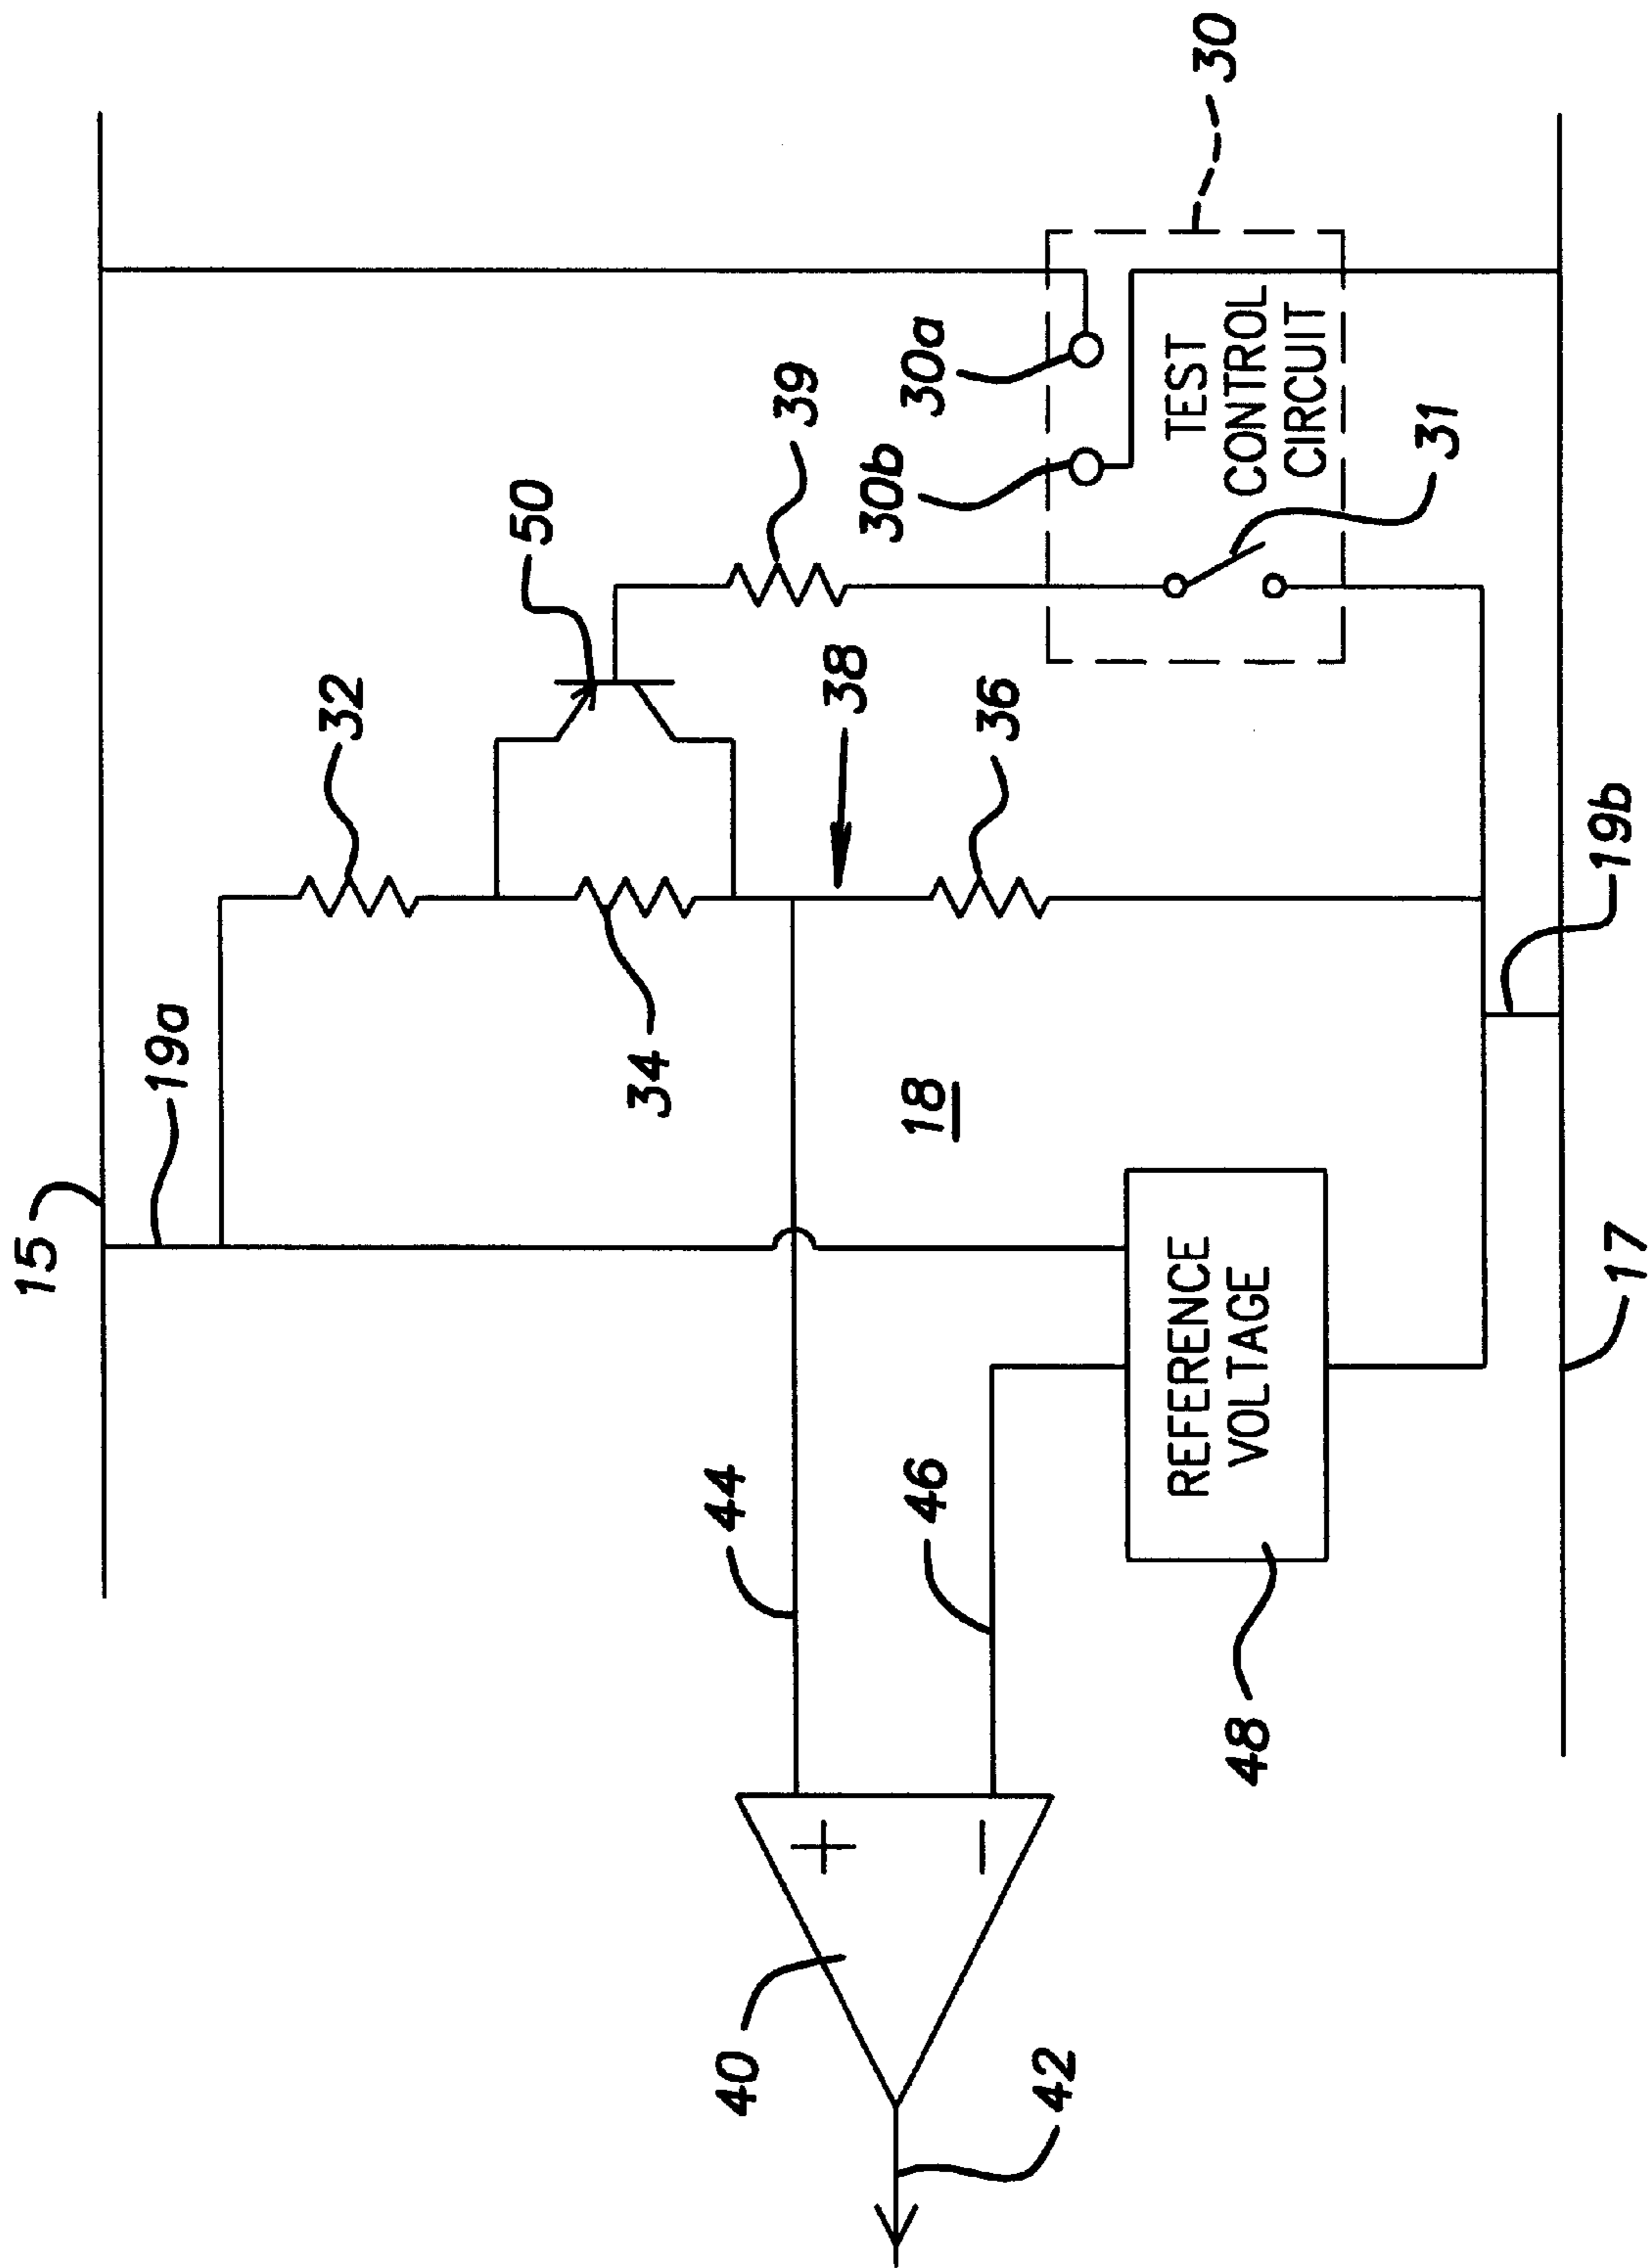 15
19a
32
50
39
30
30a
30b
44
34
38
46
18
36
TEST
CONTROL
CIRCUIT
31
40
+
−
42
48
REFERENCE
VOLTAGE
19b
17